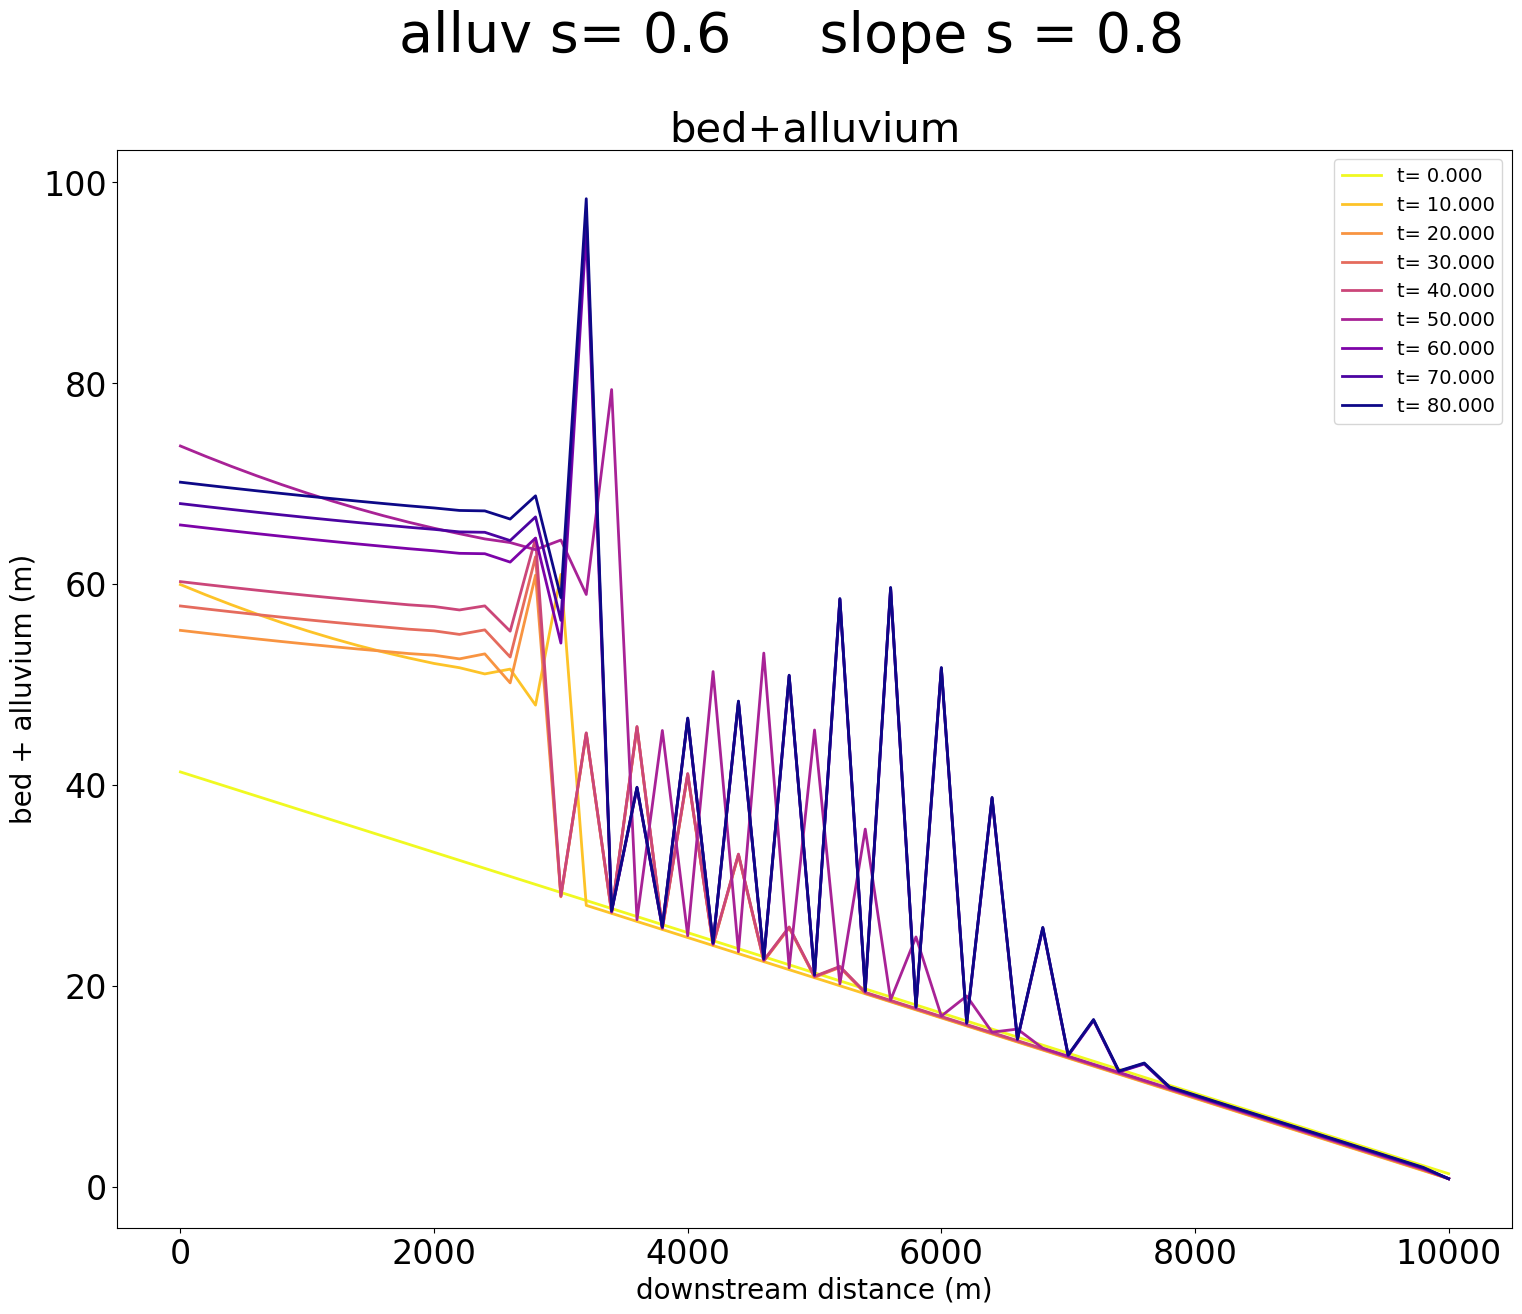 alluv s= 0.6 slope s = 0.8
bed+alluvium
100
80
60
40
20
0
bed + alluvium (m)
t= 0.000
t= 10.000
t= 20.000
t= 30.000
t= 40.000
t= 50.000
t= 60.000
t= 70.000
t= 80.000
0 2000 4000 6000 8000 10000
downstream distance (m)